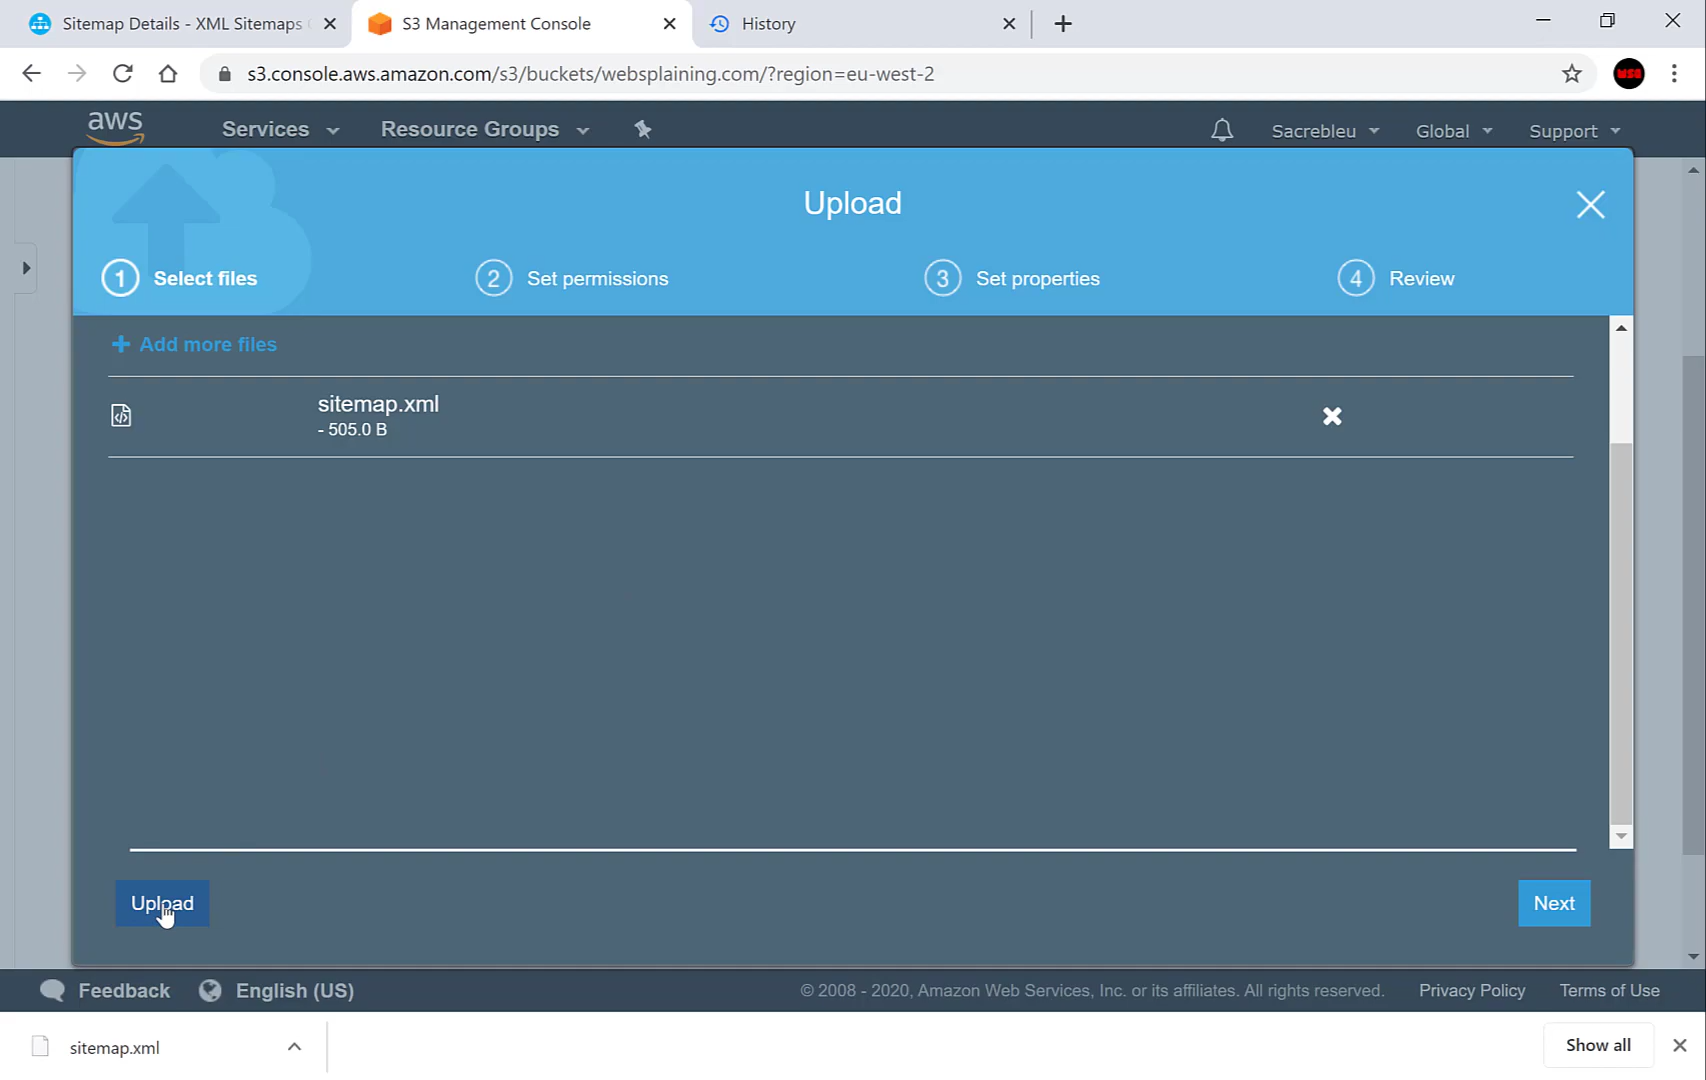 Sitemap Details - XML Sitemaps
S3 Management Console
History
s3.console.aws.amazon.com/s3/buckets/websplaining.com/?region=eu-west-2
WSG
aws
Services
Resource Groups
Sacrebleu
Global
Support
Upload
1 Select files
2 Set permissions
3 Set properties
4 Review
+ Add more files
sitemap.xml
- 505.0 B
Upload
Next
Feedback
English (US)
© 2008 - 2020, Amazon Web Services, Inc. or its affiliates. All rights reserved.
Privacy Policy
Terms of Use
sitemap.xml
Show all